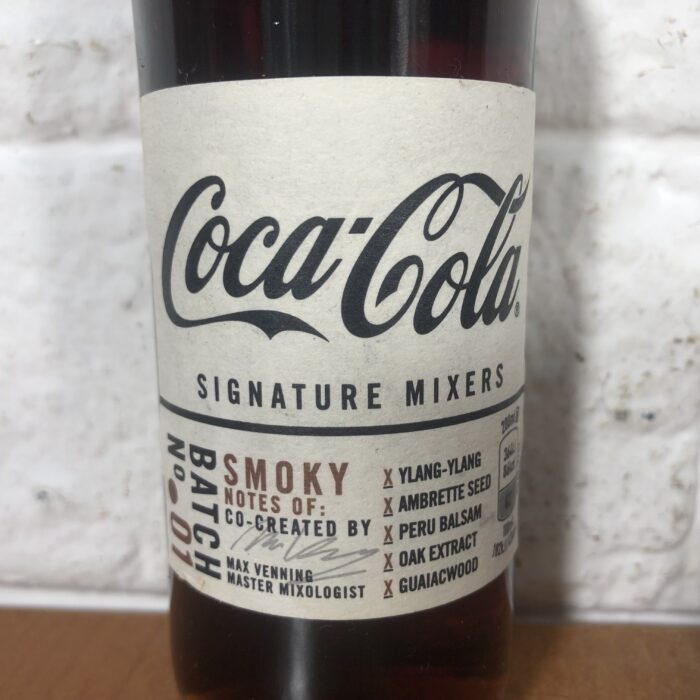 Coca-Cola®
SIGNATURE MIXERS
BATCH
No. 01
SMOKY
NOTES OF:
CO-CREATED BY
MAX VENNING
MASTER MIXOLOGIST
X YLANG-YLANG
X AMBRETTE SEED
X PERU BALSAM
X OAK EXTRACT
X GUAIACWOOD